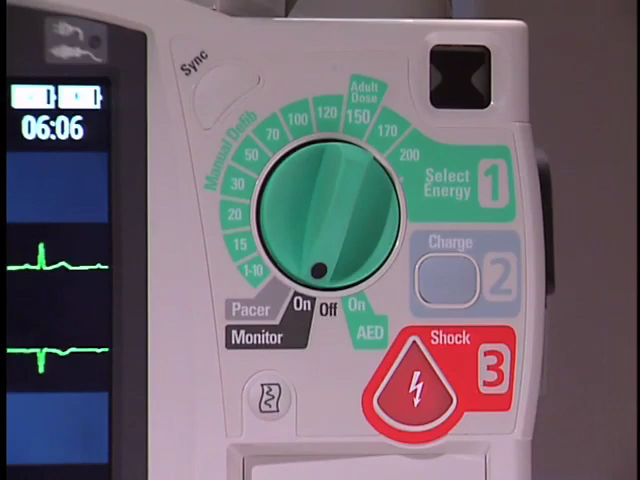 Sync
06:06
Manual Defib
1-10
15
20
30
50
70
100
120
Adult
Dose
150
170
200
Select
Energy
1
Charge
2
Pacer
Monitor
On
Off
On
AED
Shock
3